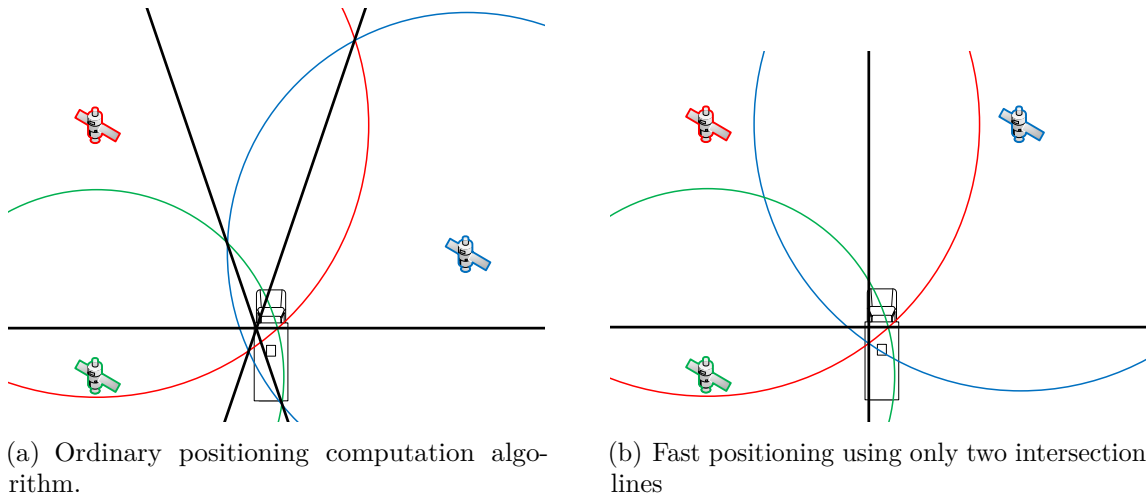 (a) Ordinary positioning computation algo-
rithm.
(b) Fast positioning using only two intersection
lines